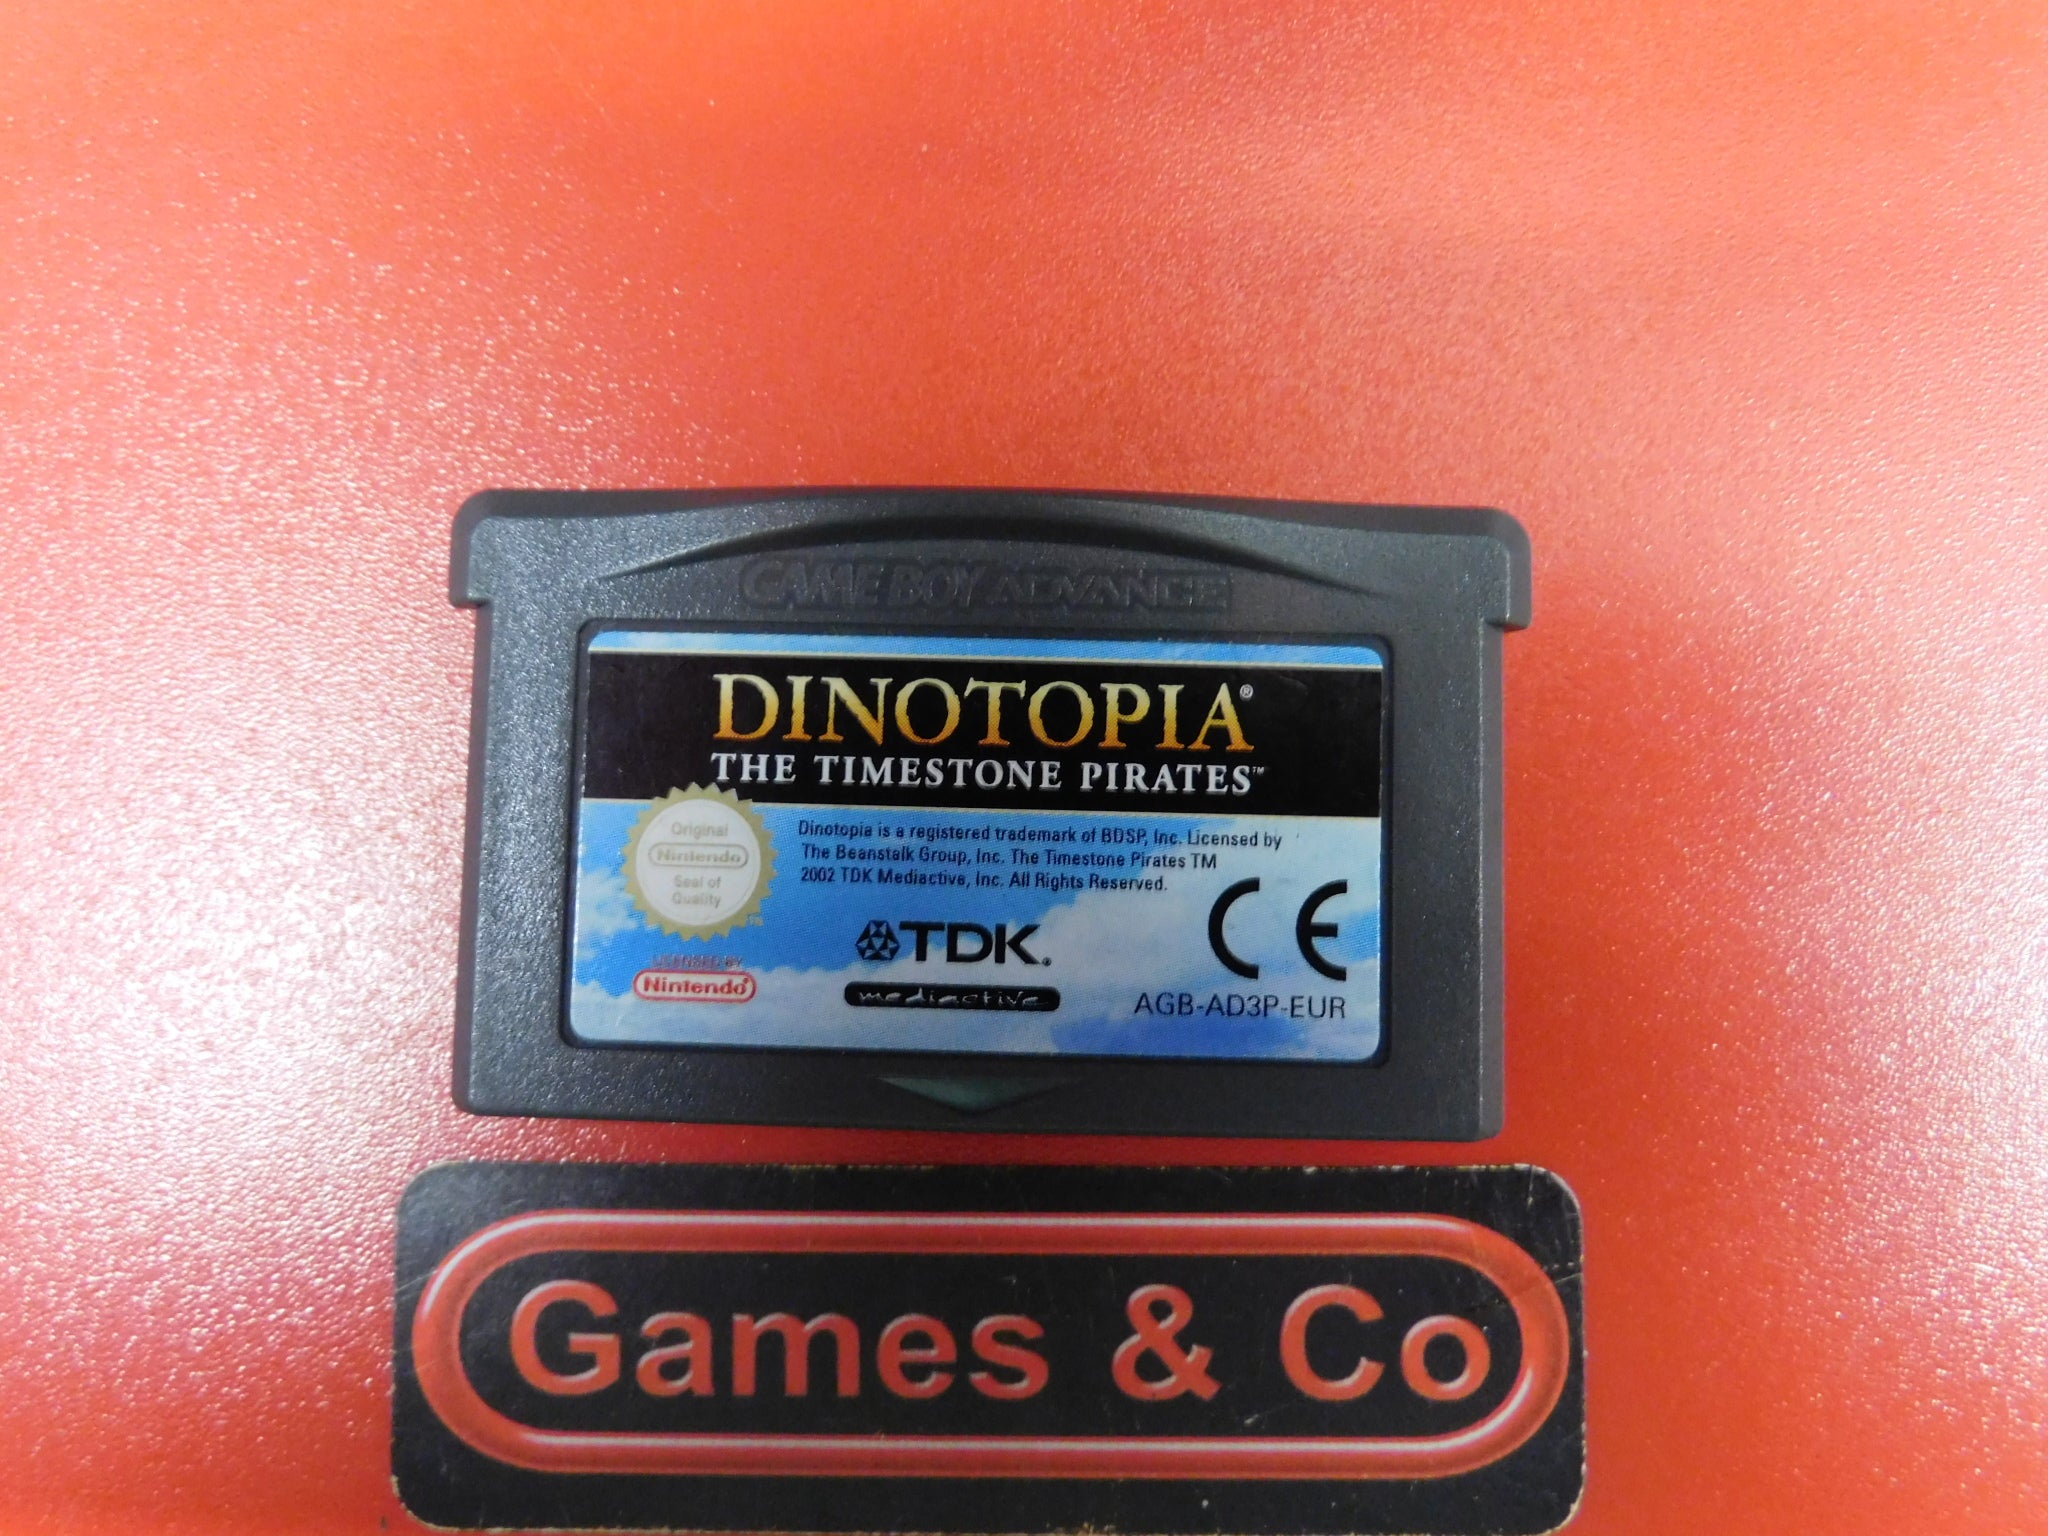 GAME BOY ADVANCE
DINOTOPIA®
THE TIMESTONE PIRATES™
Original
Nintendo
Seal of
Quality
TM
Dinotopia is a registered trademark of BDSP, Inc. Licensed by
The Beanstalk Group, Inc. The Timestone Pirates TM
2002 TDK Mediactive, Inc. All Rights Reserved.
LICENSED BY
Nintendo®
TDK®
mediactive
CE
AGB-AD3P-EUR
Games & Co